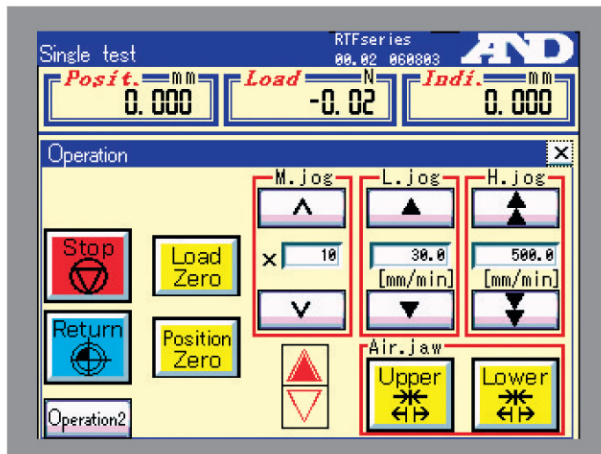 Single test
RTFseries
00.02 060803
AND
Posit. mm
0.000
Load N
-0.02
Indi. mm
0.000
Operation
M.jog
L.jog
H.jog
Stop
Load
Zero
× 10
30.0
500.0
[mm/min]
[mm/min]
Return
Position
Zero
Air.jaw
Upper
Lower
Operation2